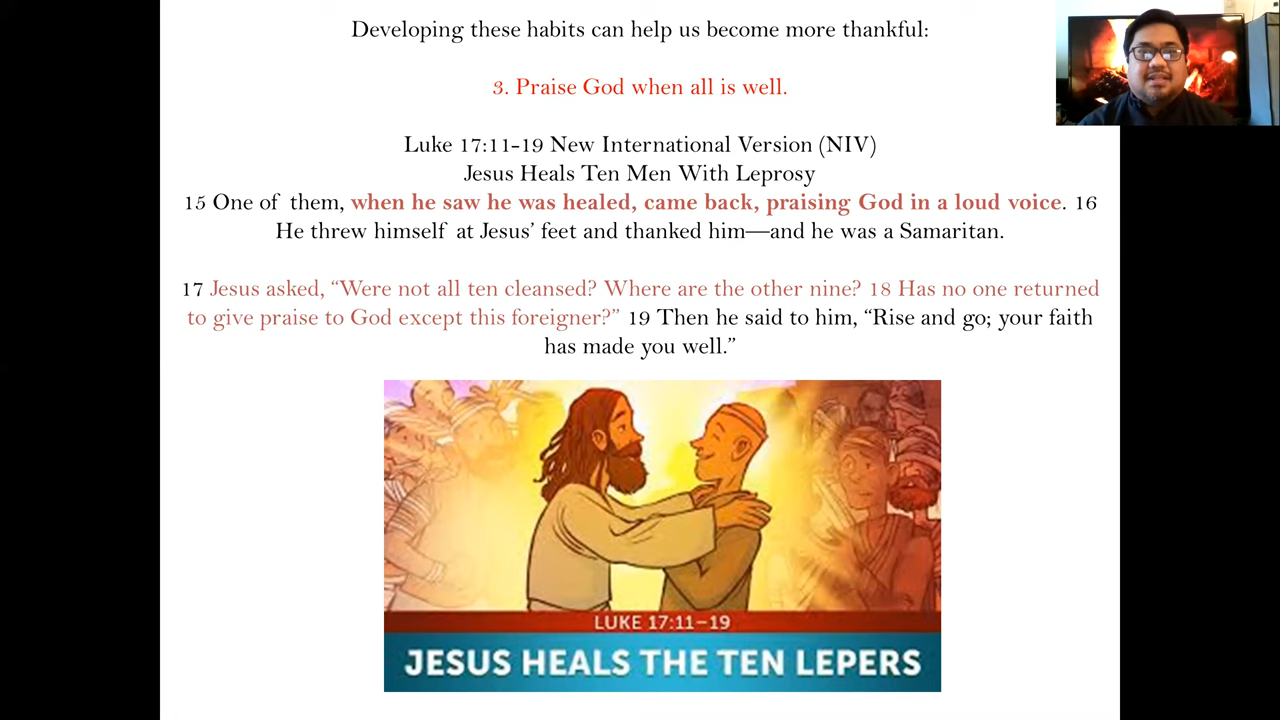 Developing these habits can help us become more thankful:
3. Praise God when all is well.
Luke 17:11-19 New International Version (NIV)
Jesus Heals Ten Men With Leprosy
15 One of them, when he saw he was healed, came back, praising God in a loud voice. 16
He threw himself at Jesus’ feet and thanked him—and he was a Samaritan.
17 Jesus asked, “Were not all ten cleansed? Where are the other nine? 18 Has no one returned
to give praise to God except this foreigner?” 19 Then he said to him, “Rise and go; your faith
has made you well.”
LUKE 17:11–19
JESUS HEALS THE TEN LEPERS